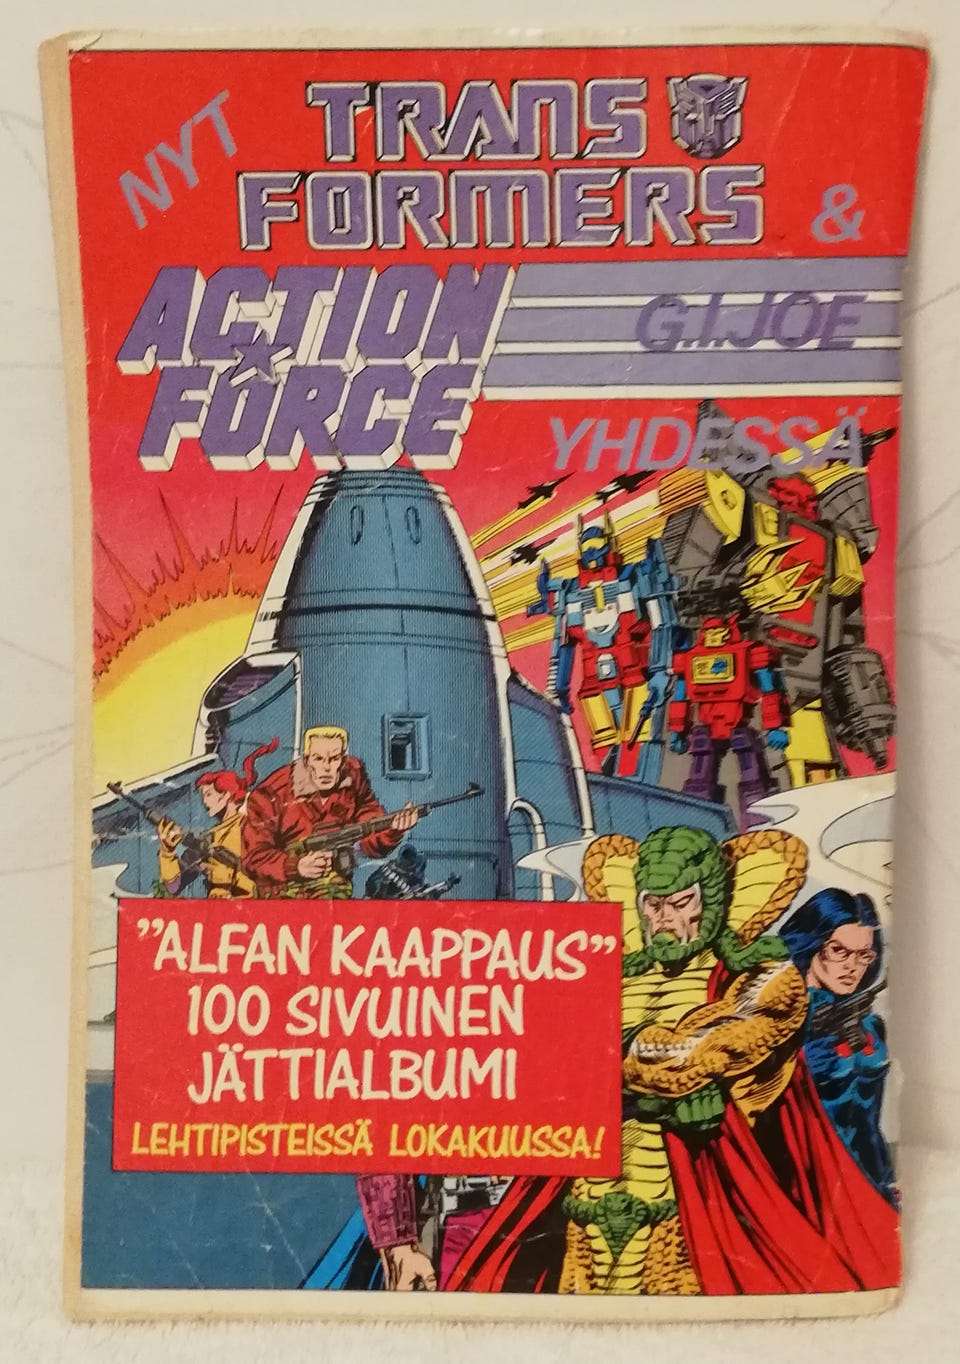 NYT
TRANS
FORMERS &
ACTION
FORCE
G.I.JOE
YHDESSÄ
”ALFAN KAAPPAUS”
100 SIVUINEN
JÄTTIALBUMI
LEHTIPISTEISSÄ LOKAKUUSSA!